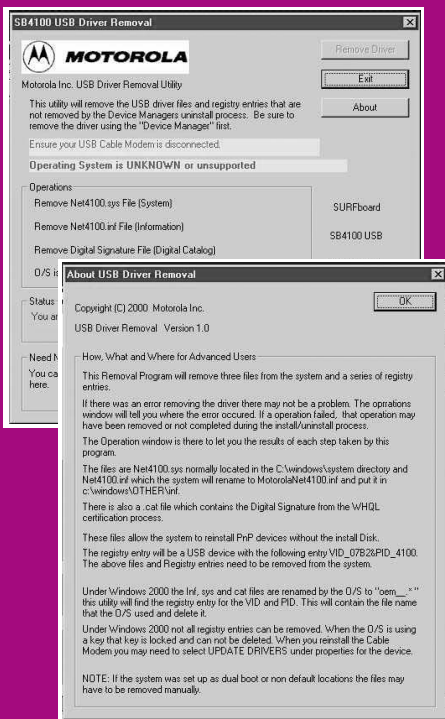 SB4100 USB Driver Removal
MOTOROLA
Remove Driver
Motorola Inc. USB Driver Removal Utility
Exit
This utility will remove the USB driver files and registry entries that are
not removed by the Device Managers uninstall process. Be sure to
remove the driver using the "Device Manager" first.
About
Ensure your USB Cable Modem is disconnected.
Operating System is UNKNOWN or unsupported
Operations
Remove Net4100.sys File (System)
SURFboard
Remove Net4100.inf File (Information)
SB4100 USB
Remove Digital Signature File (Digital Catalog)
O/S
Status
You
Need
You
here.
About USB Driver Removal
Copyright (C) 2000 Motorola Inc.
OK
USB Driver Removal Version 1.0
How, What and Where for Advanced Users
This Removal Program will remove three files from the system and a series of registry
entries.
If there was an error removing the driver there may not be a problem. The oprrations
window will tell you where the error occured. If a operation failed, that operation may
have been removed or not completed during the install/uninstall process.
The Operation window is there to let you the results of each step taken by this
program.
The files are Net4100.sys normally located in the C:\windows\system directory and
Net4100.inf which the system will rename to MotorolaNet4100.inf and put it in
c:\windows\OTHER\inf.
There is also a .cat file which contains the Digital Signature from the WHQL
certification process.
These files allow the system to reinstall PnP devices without the install Disk.
The registry entry will be a USB device with the following entry VID_07B2&PID_4100.
The above files and Registry entries need to be removed from the system.
Under Windows 2000 the Inf, sys and cat files are renamed by the O/S to "oem__.*"
this utility will find the registry entry for the VID and PID. This will contain the file name
that the O/S used and delete it.
Under Windows 2000 not all registry entries can be removed. When the O/S is using
a key that key is locked and can not be deleted. When you reinstall the Cable
Modem you may need to select UPDATE DRIVERS under properties for the device.
NOTE: If the system was set up as dual boot or non default locations the files may
have to be removed manually.